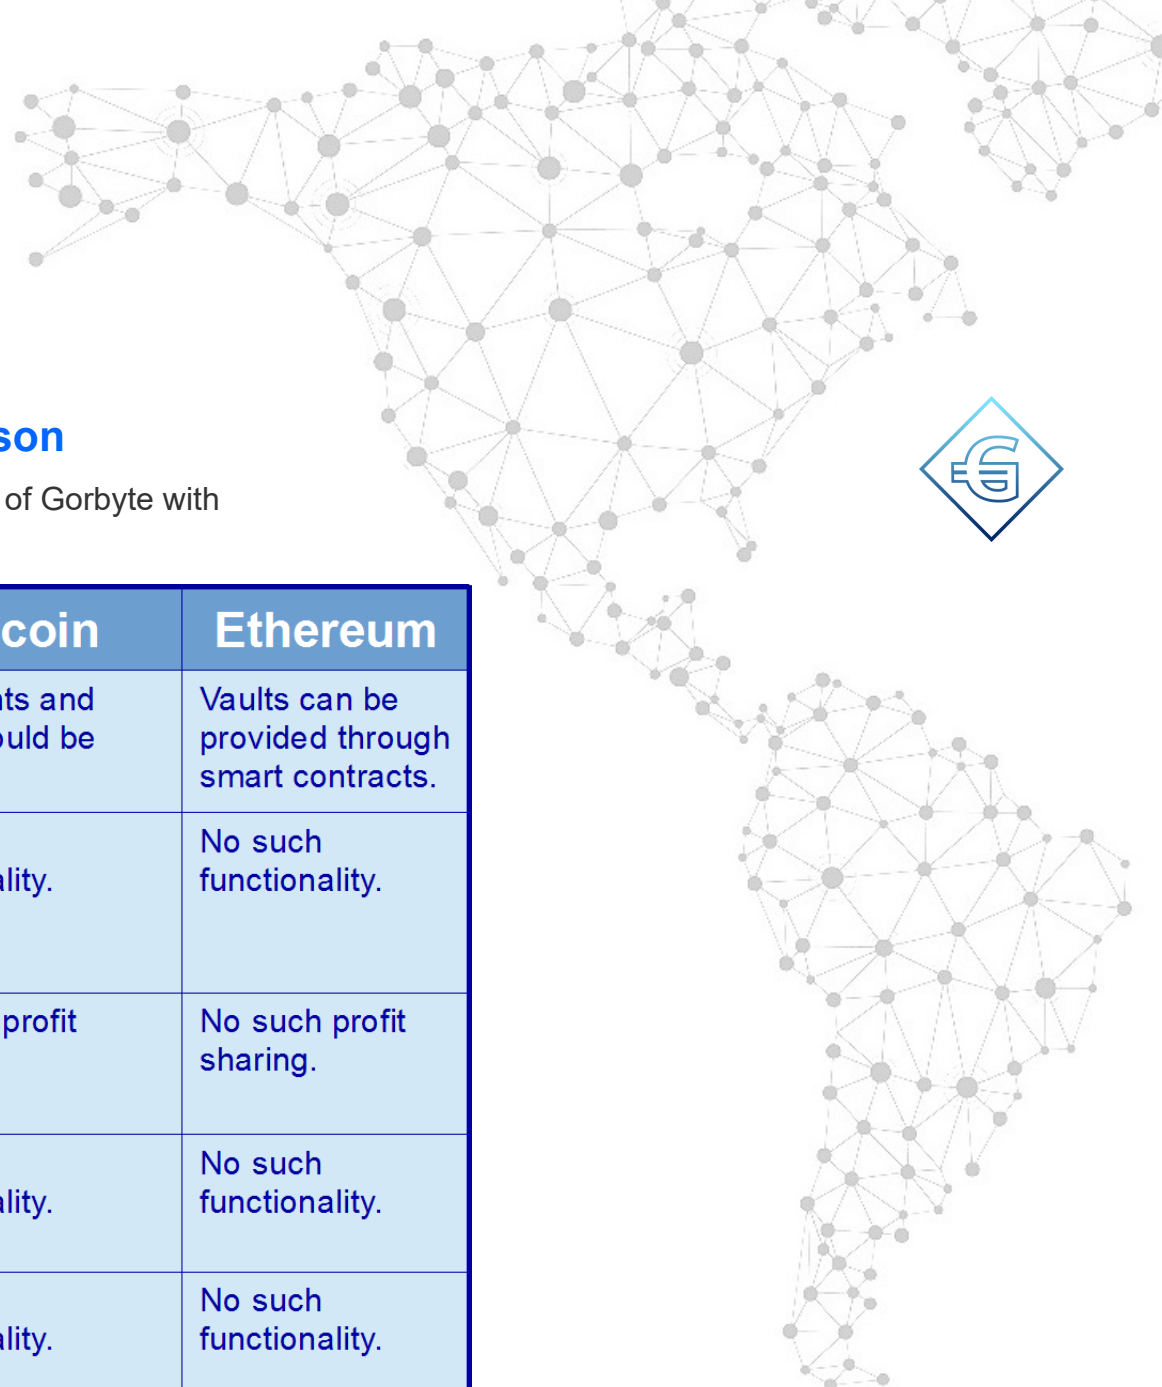 son
of Gorbyte with
coin
Ethereum
ts and
ould be
Vaults can be
provided through
smart contracts.
ality.
No such
functionality.
profit
No such profit
sharing.
ality.
No such
functionality.
ality.
No such
functionality.